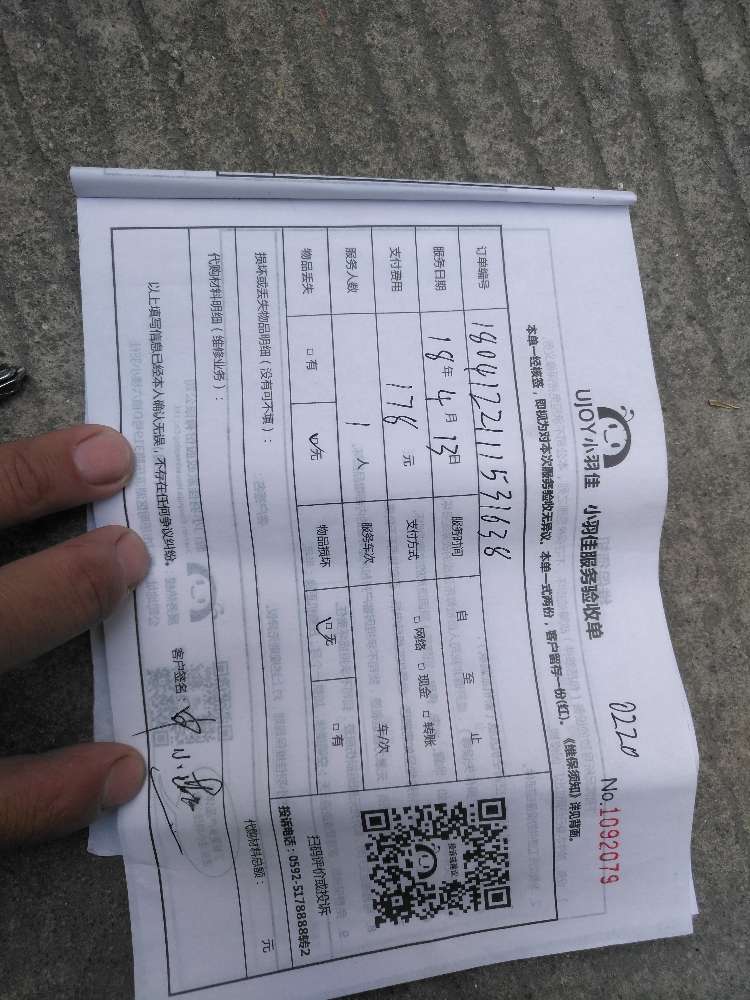 UJOY小羽佳 小羽佳服务验收单
0220
No.1092079
本单一经核签，即视为对本次服务验收无异议。本单一式两份，客户留存一份(红)。《维保须知》详见背面。
订单编号 1804122111531638
服务日期 18年4月13日 服务时间 自 至 止
支付费用 178元 支付方式 □网络 □现金 □转账
服务人数 1人 服务车次 车/次
物品丢失 □有 □无 物品损坏 □无 □有
投诉或建议
扫码评价或投诉
投诉电话：0592-5178888转2
损坏或丢失物品明细（没有可不填）：
代购材料明细（维修业务）： 代购材料总额： 元
以上填写信息已经本人确认无误，不存在任何争议纠纷。 客户签名：